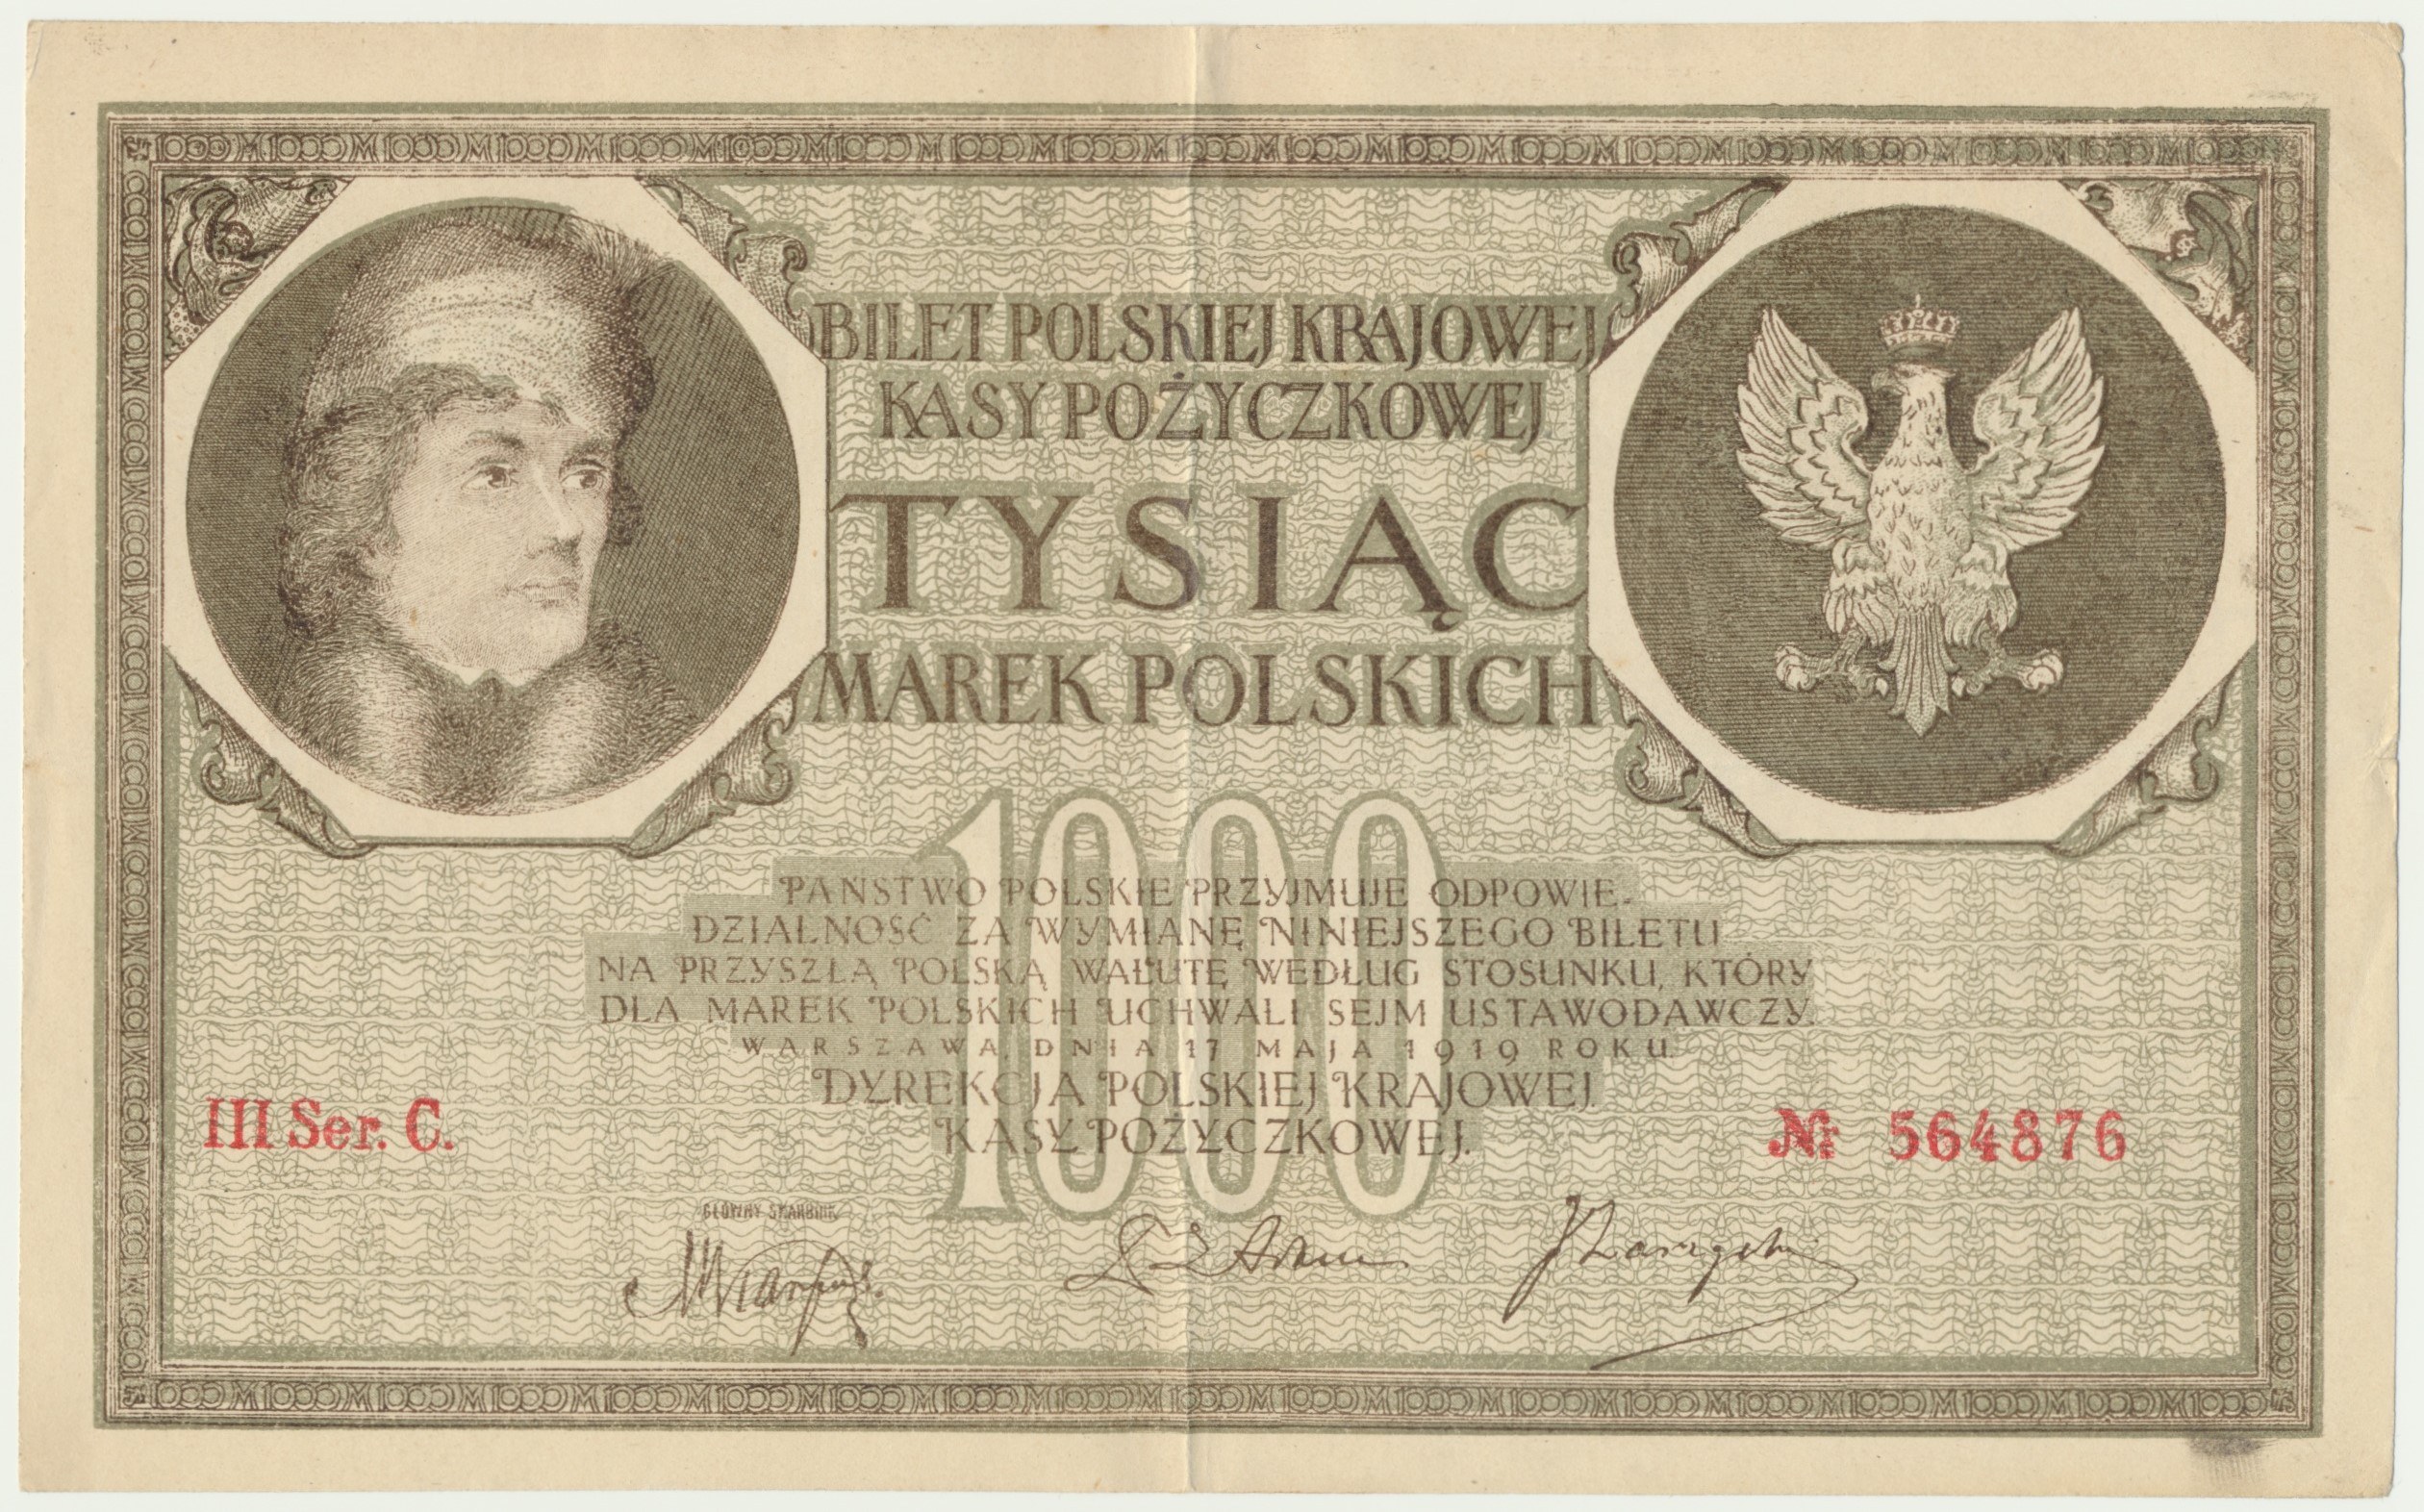 BILET POLSKIEJ KRAJOWEJ
KASY POŻYCZKOWEJ
TYSIĄC
MAREK POLSKICH
1000
PAŃSTWO POLSKIE PRZYJMUJE ODPOWIE-
DZIALNOŚĆ ZA WYMIANĘ NINIEJSZEGO BILETU
NA PRZYSZŁĄ POLSKĄ WALUTĘ WEDŁUG STOSUNKU, KTÓRY
DLA MAREK POLSKICH UCHWALI SEJM USTAWODAWCZY.
WARSZAWA, DNIA 17 MAJA 1919 ROKU.
DYREKCJA POLSKIEJ KRAJOWEJ
KASY POŻYCZKOWEJ.
III Ser. C.
№ 564876
GŁÓWNY SKARBNIK